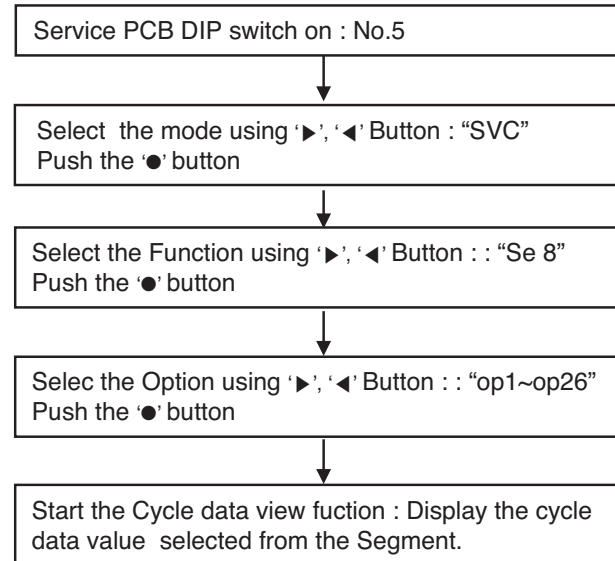 Service PCB DIP switch on : No.5
Select the mode using ‘▶’, ‘◀’ Button : “SVC”
Push the ‘●’ button
Select the Function using ‘▶’, ‘◀’ Button : : “Se 8”
Push the ‘●’ button
Selec the Option using ‘▶’, ‘◀’ Button : : “op1~op26”
Push the ‘●’ button
Start the Cycle data view fuction : Display the cycle
data value selected from the Segment.